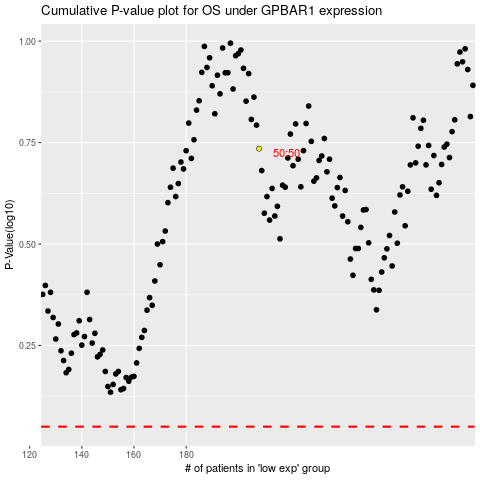 Cumulative P-value plot for OS under GPBAR1 expression
P-Value(log10)
1.00
0.75
0.50
0.25
50:50
120 140 160 180
# of patients in 'low exp' group